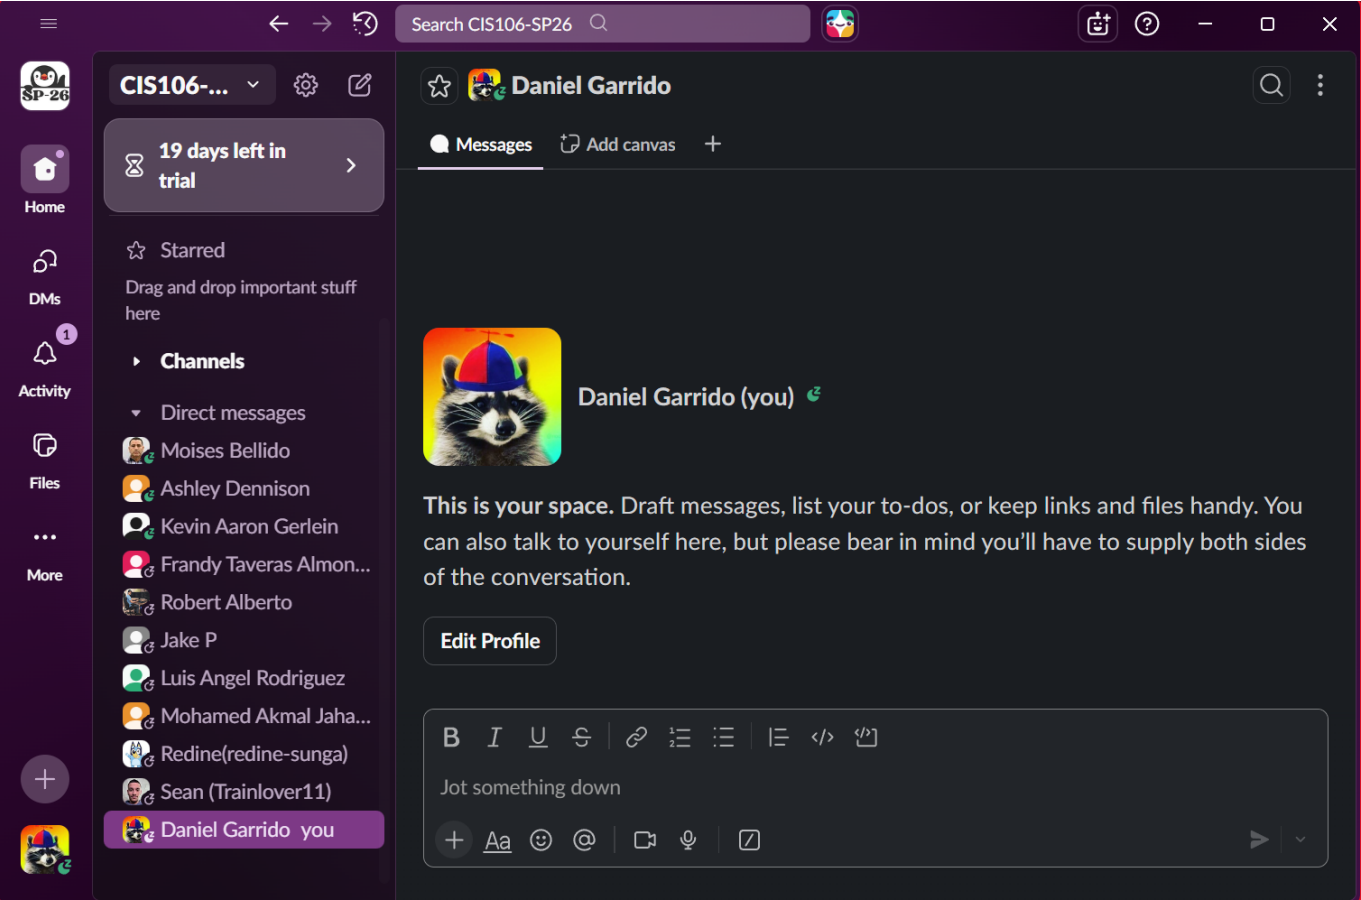 Search CIS106-SP26
SP-26
Home
DMs
1
Activity
Files
More
CIS106-...
19 days left in
trial
Starred
Drag and drop important stuff
here
Channels
Direct messages
Moises Bellido
Ashley Dennison
Kevin Aaron Gerlein
Frandy Taveras Almon...
Robert Alberto
Jake P
Luis Angel Rodriguez
Mohamed Akmal Jaha...
Redine(redine-sunga)
Sean (Trainlover11)
Daniel Garrido you
Daniel Garrido
Messages
Add canvas
Daniel Garrido (you)
This is your space. Draft messages, list your to-dos, or keep links and files handy. You
can also talk to yourself here, but please bear in mind you’ll have to supply both sides
of the conversation.
Edit Profile
B I U S
Jot something down
Aa